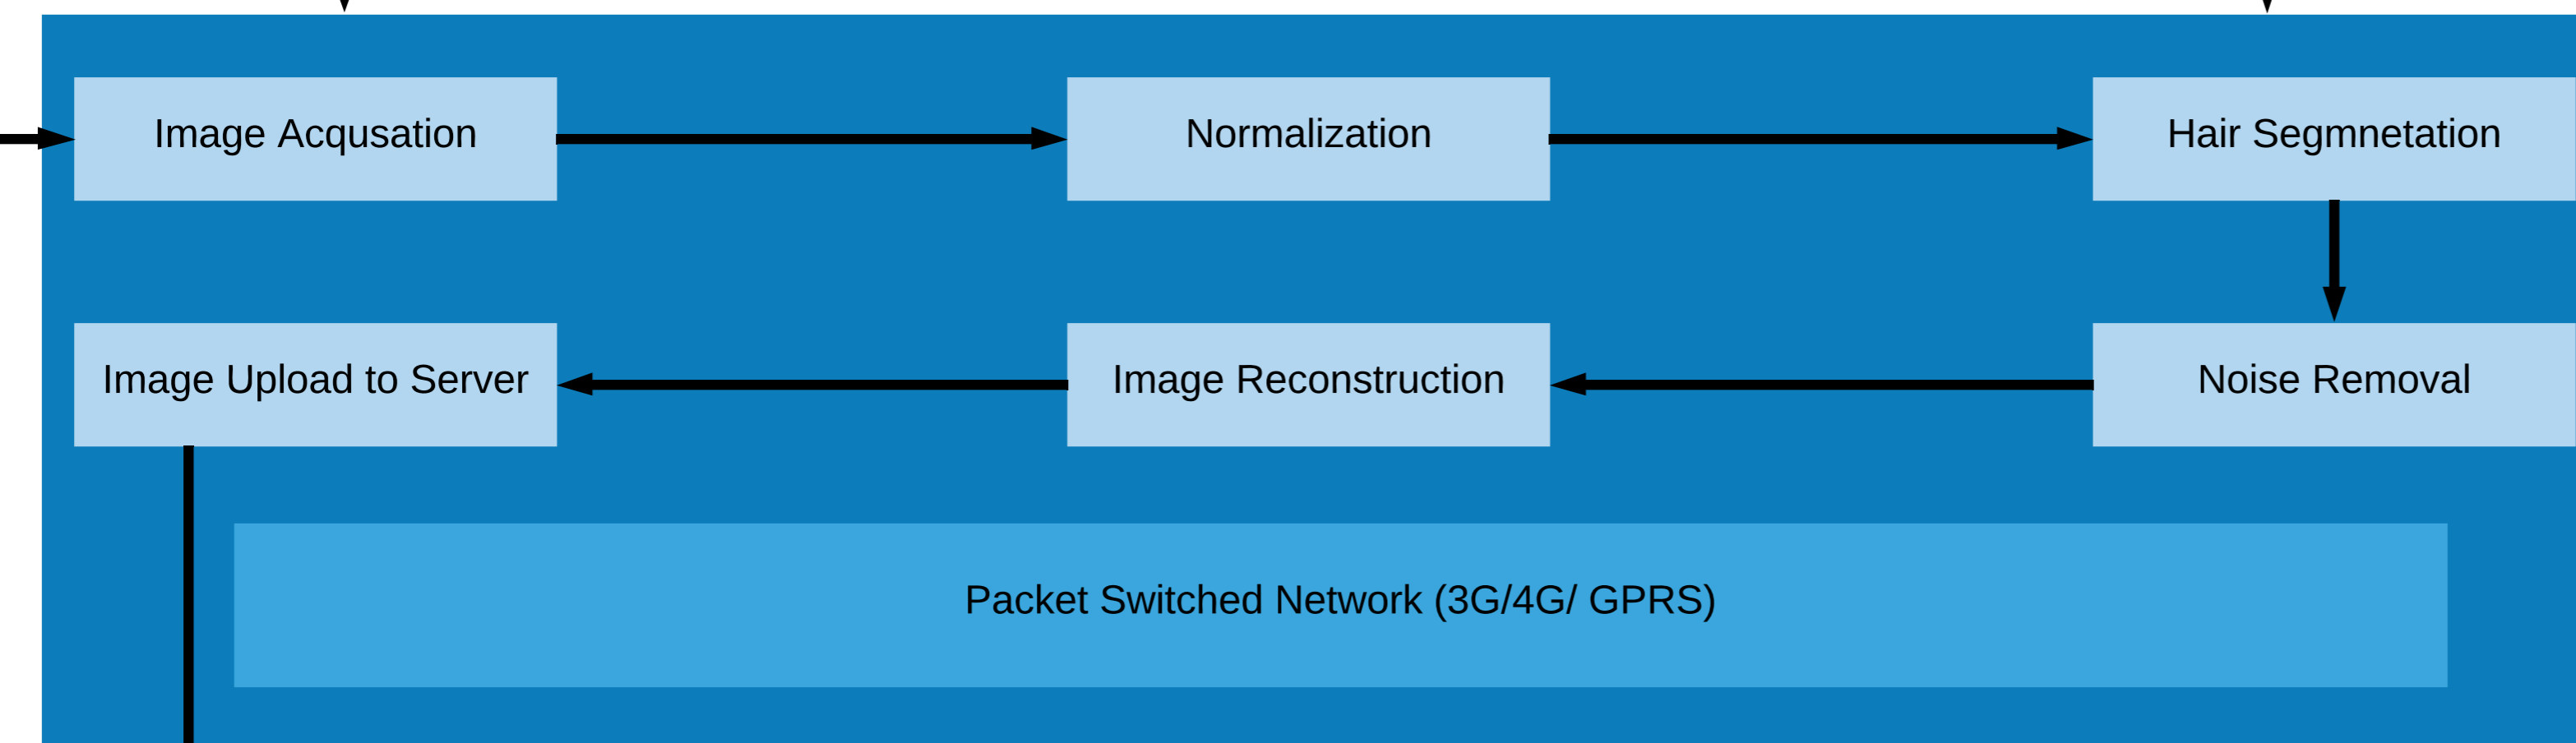 Image Acqusation
Normalization
Hair Segmnetation
Image Upload to Server
Image Reconstruction
Noise Removal
Packet Switched Network (3G/4G/ GPRS)